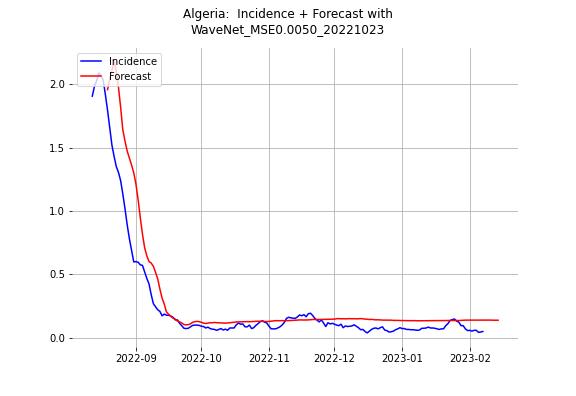 Algeria:  Incidence + Forecast with
WaveNet_MSE0.0050_20221023
Incidence
Forecast
2.0
1.5
1.0
0.5
0.0
2022-09 2022-10 2022-11 2022-12 2023-01 2023-02